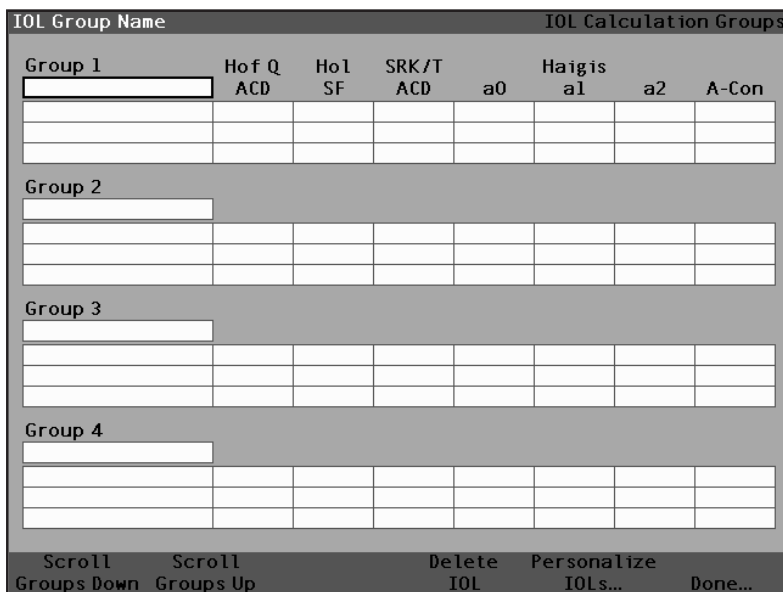 IOL Group Name IOL Calculation Groups
Group 1 Hof Q Hol SRK/T Haigis
ACD SF ACD a0 a1 a2 A-Con
Group 2
Group 3
Group 4
Scroll Scroll Delete Personalize
Groups Down Groups Up IOL IOLs... Done...